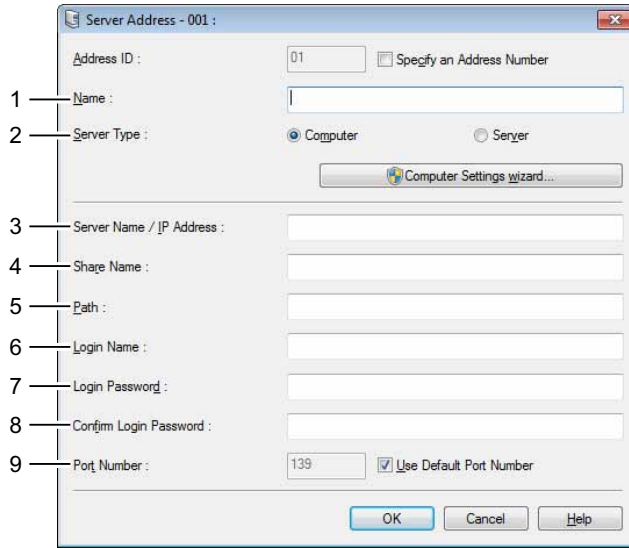 Server Address - 001 :
Address ID : 01 Specify an Address Number
1 Name :
2 Server Type : Computer Server
Computer Settings wizard...
3 Server Name / IP Address :
4 Share Name :
5 Path :
6 Login Name :
7 Login Password :
8 Confirm Login Password :
9 Port Number : 139 Use Default Port Number
OK Cancel Help